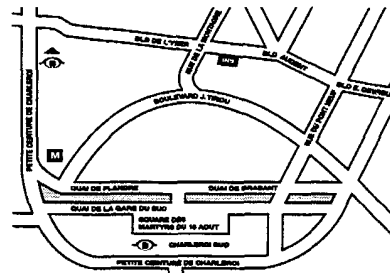 BLD DE L'YSER
RUE DE LA MONTAGNE
BLD AUDENT
BLD E. DEVREUX
PETITE CEINTURE DE CHARLEROI
BOULEVARD J. TIROU
RUE DU PONT NEUF
M
QUAI DE FLANDRE
QUAI DE BRABANT
QUAI DE LA GARE DU SUD
SQUARE DES
MARTYRS DU 18 AOUT
B
CHARLEROI SUD
PETITE CEINTURE DE CHARLEROI